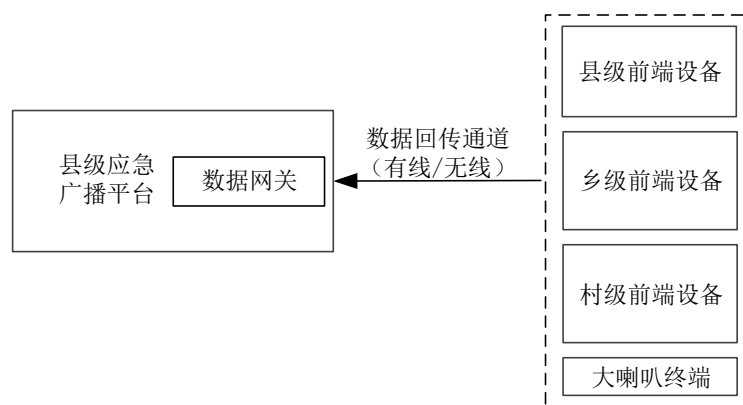 县级应急
广播平台
数据网关
数据回传通道
（有线/无线）
县级前端设备
乡级前端设备
村级前端设备
大喇叭终端